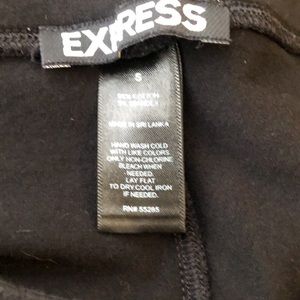 EXPRESS
S
MADE IN SRI LANKA
HAND WASH COLD
WITH LIKE COLORS
ONLY NON-CHLORINE
BLEACH WHEN
NEEDED.
LAY FLAT
TO DRY.COOL IRON
IF NEEDED.
RN# 55285